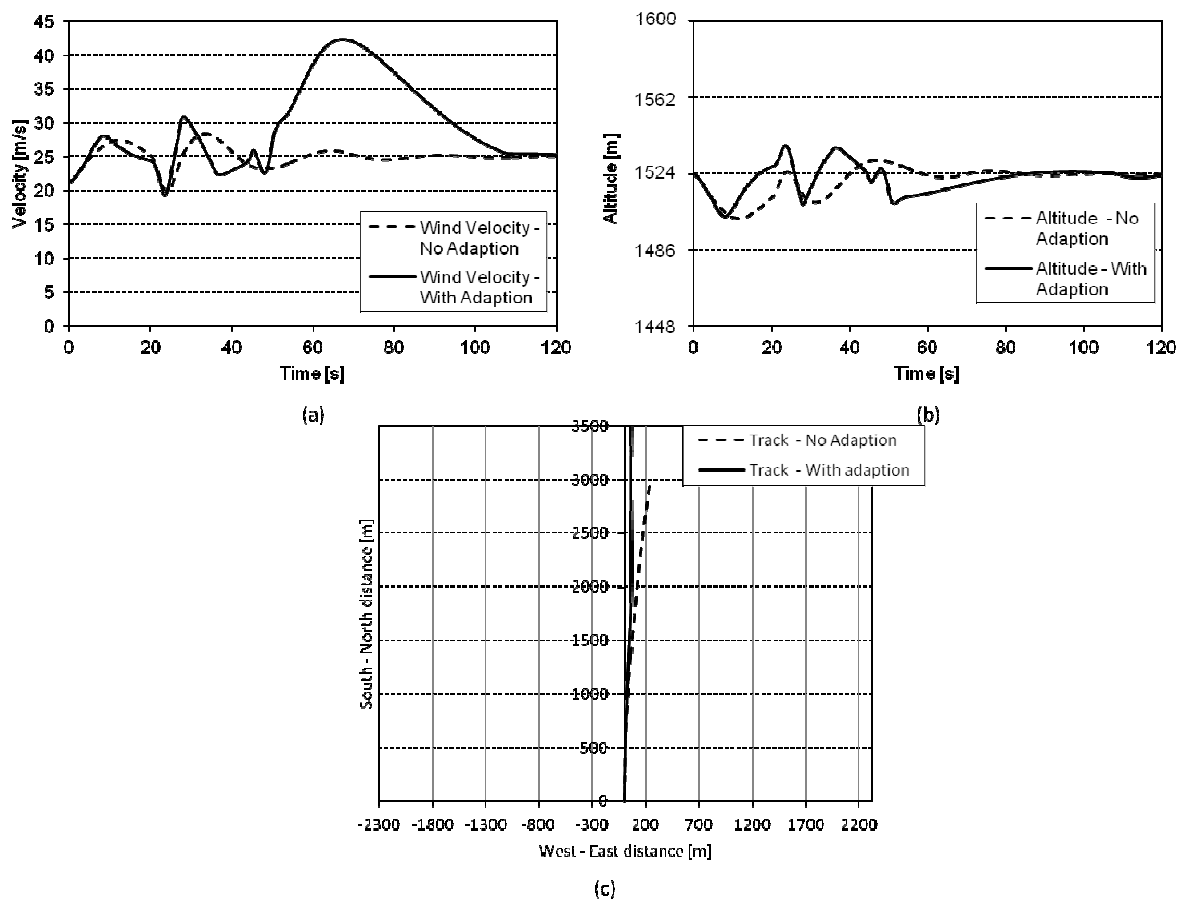 45
40
35
30
25
20
15
10
5
0
Velocity [m/s]
Wind Velocity -
No Adaption
Wind Velocity -
With Adaption
0 20 40 60 80 100 120
Time [s]
(a)
1600
1562
1524
1486
1448
Altitude [m]
Altitude - No
Adaption
Altitude - With
Adaption
0 20 40 60 80 100 120
Time [s]
(b)
3500
3000
2500
2000
1500
1000
500
0
South - North distance [m]
Track - No Adaption
Track - With adaption
-2300 -1800 -1300 -800 -300 200 700 1200 1700 2200
West - East distance [m]
(c)